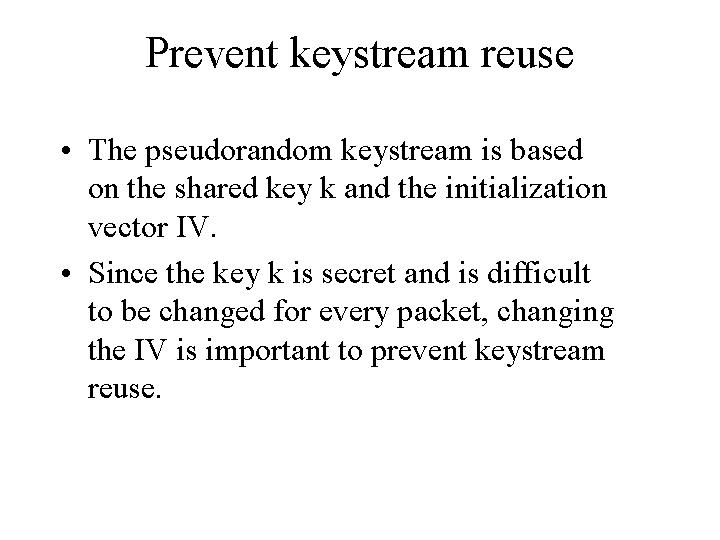 Prevent keystream reuse
• The pseudorandom keystream is based
on the shared key k and the initialization
vector IV.
• Since the key k is secret and is difficult
to be changed for every packet, changing
the IV is important to prevent keystream
reuse.